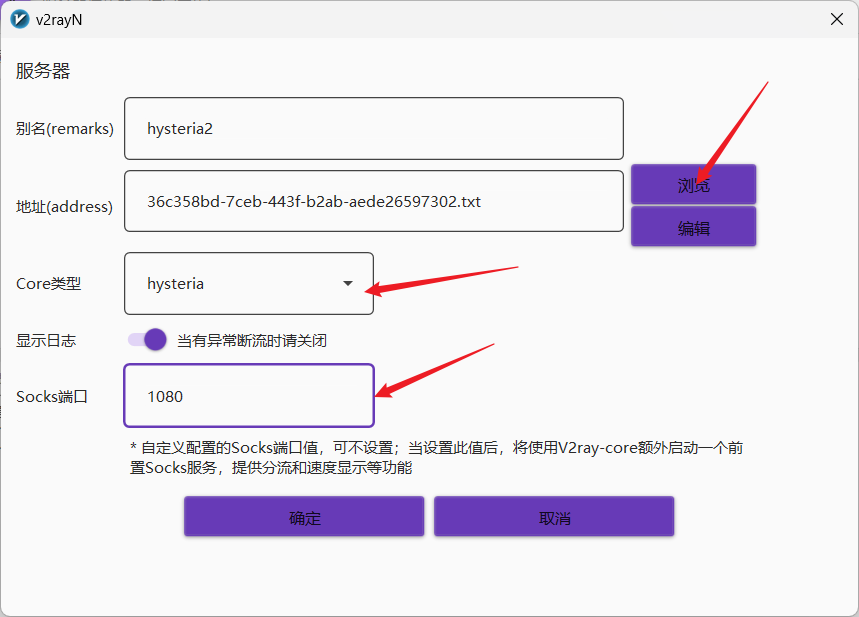 v2rayN
服务器
别名(remarks)
hysteria2
地址(address)
36c358bd-7ceb-443f-b2ab-aede26597302.txt
浏览
编辑
Core类型
hysteria
显示日志
当有异常断流时请关闭
Socks端口
1080
* 自定义配置的Socks端口值，可不设置；当设置此值后，将使用V2ray-core额外启动一个前
置Socks服务，提供分流和速度显示等功能
确定
取消